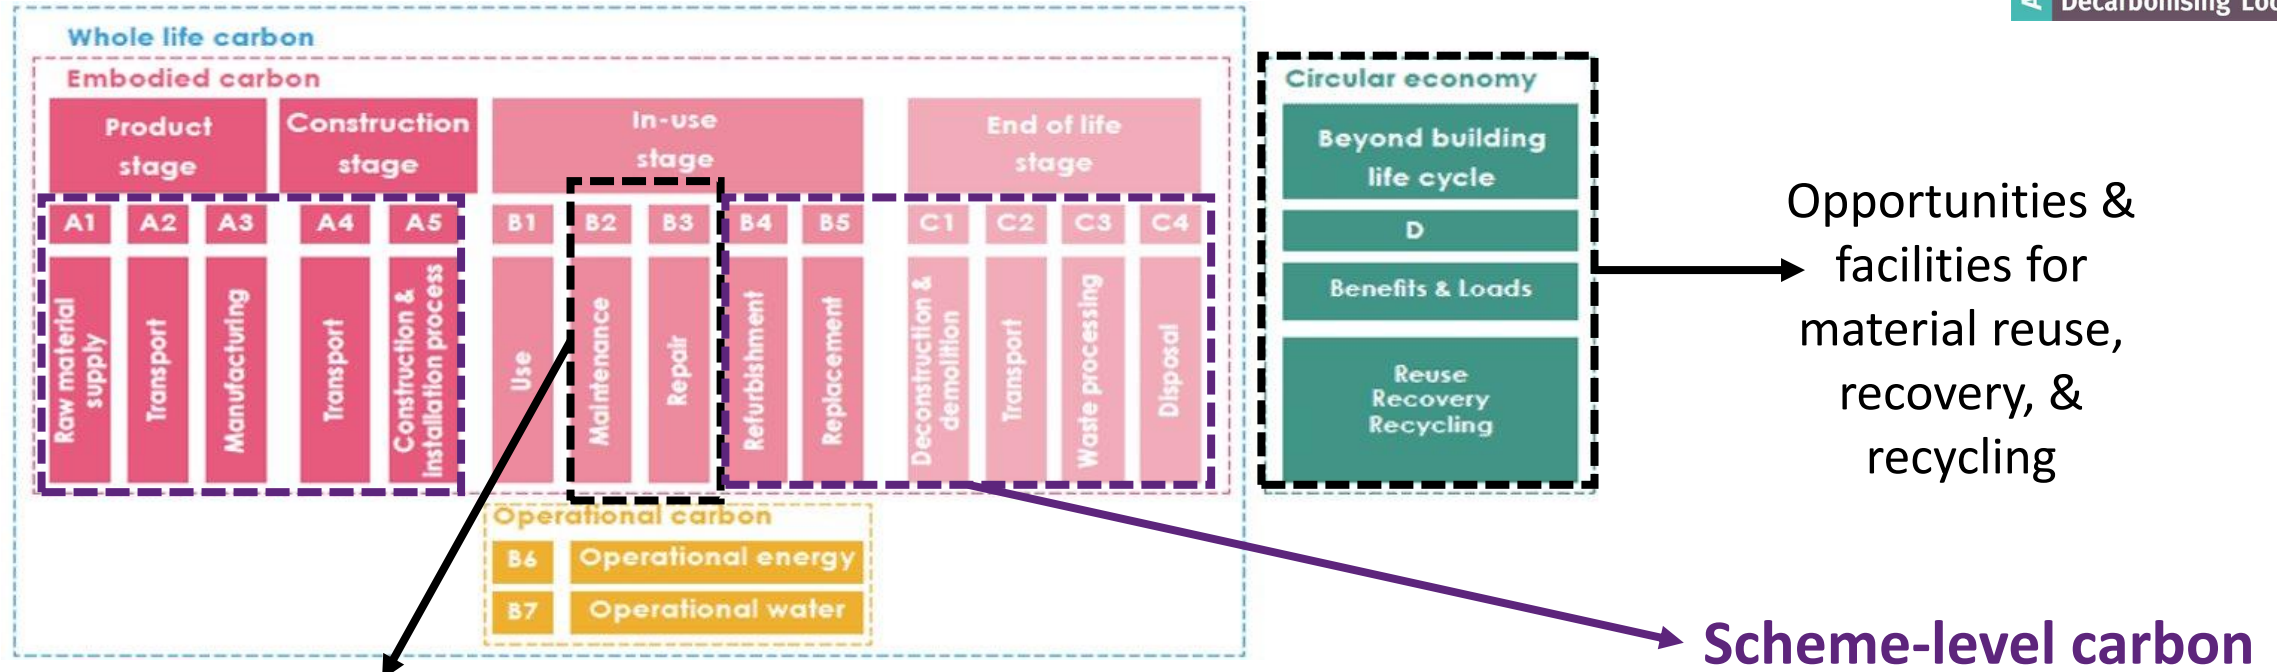 Decarbonising
Whole life carbon
Embodied carbon
Product
stage
Construction
stage
In-use
stage
End of life
stage
A1
A2
A3
A4
A5
B1
B2
B3
B4
B5
C1
C2
C3
C4
Raw material
supply
Transport
Manufacturing
Transport
Construction &
installation process
Use
Maintenance
Repair
Refurbishment
Replacement
Deconstruction &
demolition
Transport
Waste processing
Disposal
Operational carbon
B6
Operational energy
B7
Operational water
Circular economy
Beyond building
life cycle
D
Benefits & Loads
Reuse
Recovery
Recycling
Opportunities &
facilities for
material reuse,
recovery, &
recycling
Scheme-level carbon